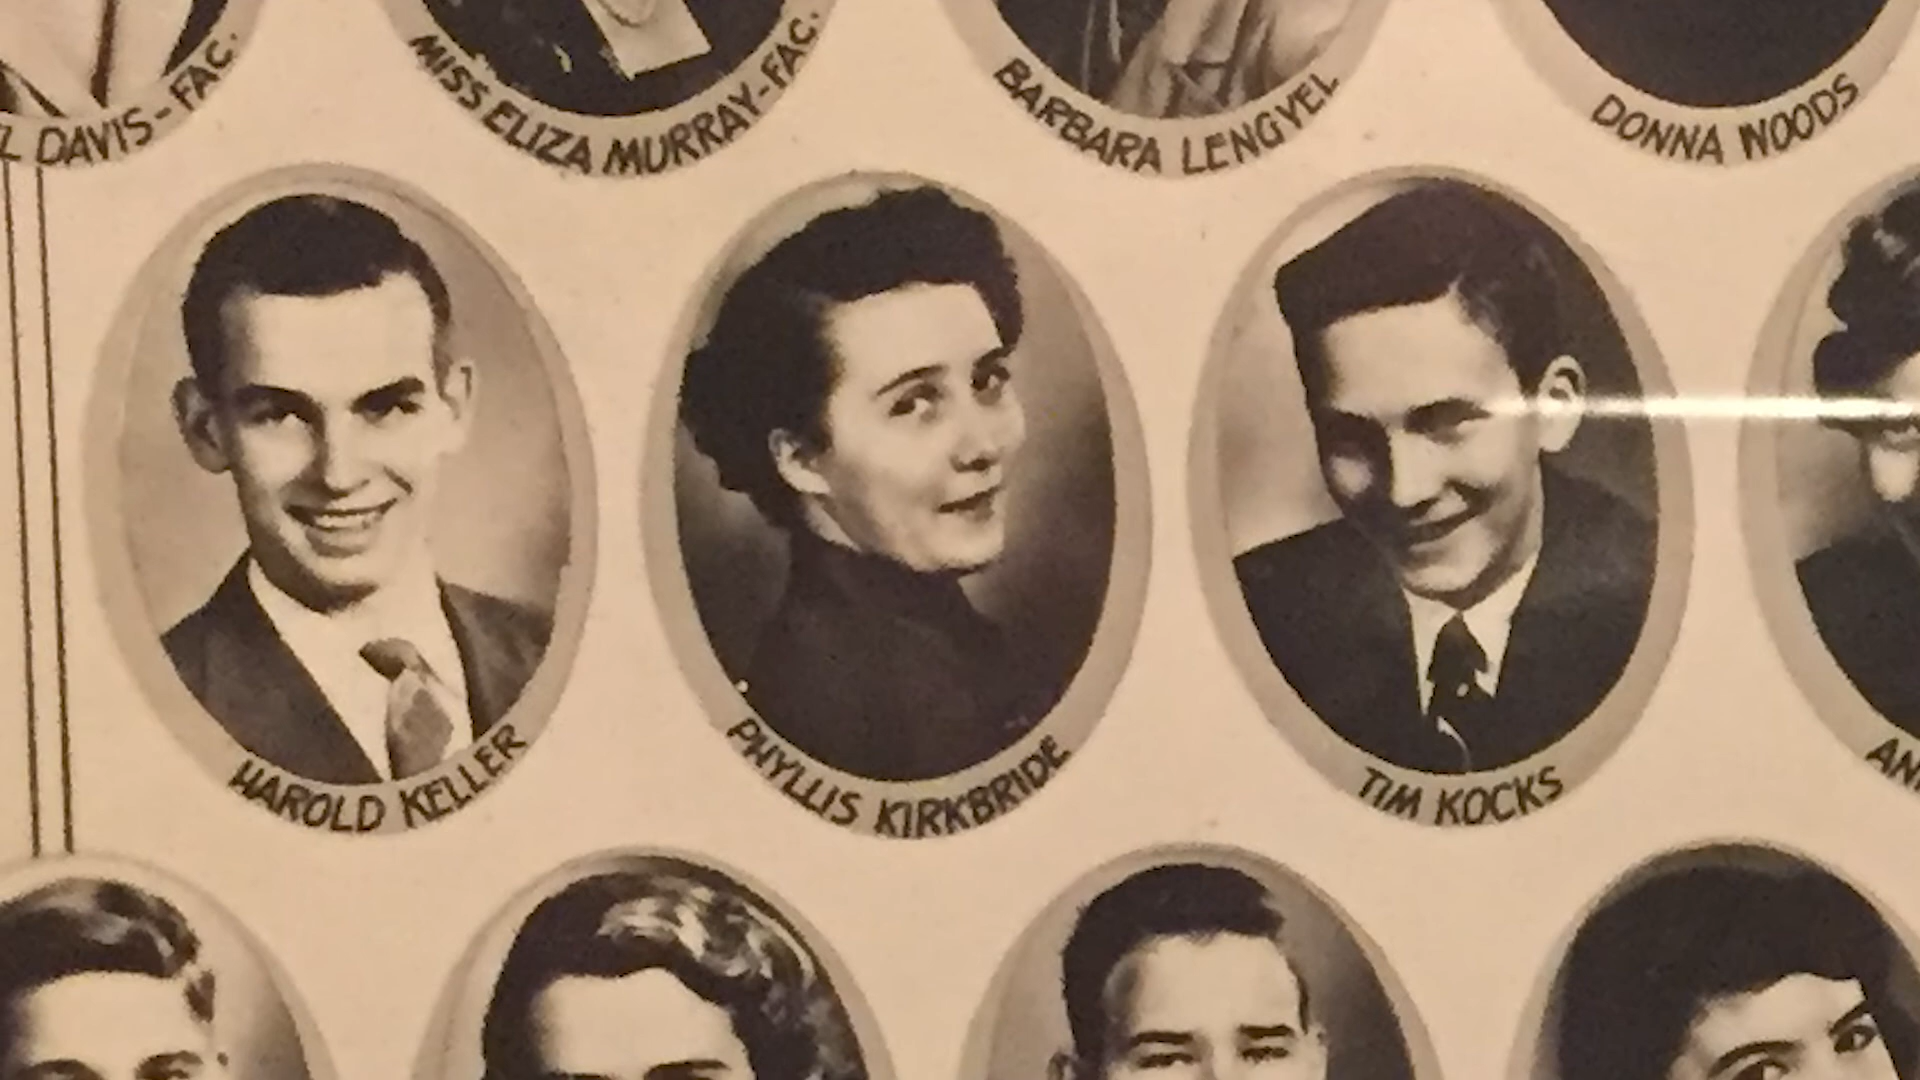 L DAVIS-FAC.
MISS ELIZA MURRAY-FAC.
BARBARA LENGYEL
DONNA WOODS
HAROLD KELLER
PHYLLIS KIRKBRIDE
TIM KOCKS